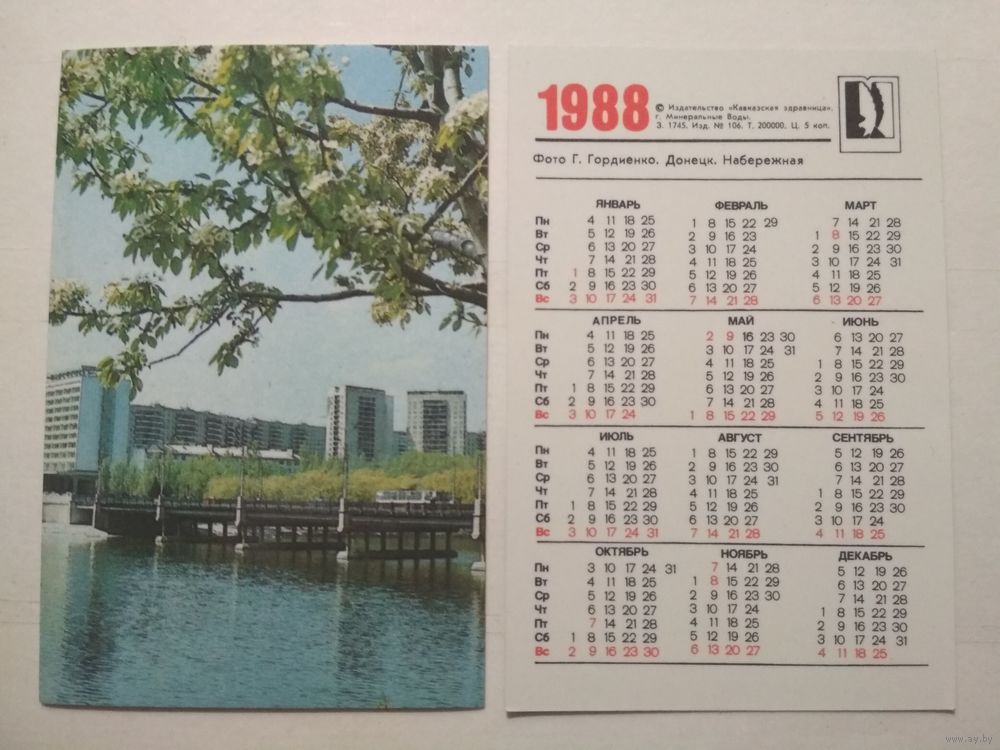 1988
© Издательство «Кавказская здравница».
г. Минеральные Воды.
З. 1745. Изд. № 106. Т. 200000. Ц. 5 коп.
Фото Г. Гордиенко. Донецк. Набережная
ЯНВАРЬ ФЕВРАЛЬ МАРТ
Пн 4 11 18 25 1 8 15 22 29 7 14 21 28
Вт 5 12 19 26 2 9 16 23 1 8 15 22 29
Ср 6 13 20 27 3 10 17 24 2 9 16 23 30
Чт 7 14 21 28 4 11 18 25 3 10 17 24 31
Пт 1 8 15 22 29 5 12 19 26 4 11 18 25
Сб 2 9 16 23 30 6 13 20 27 5 12 19 26
Вс 3 10 17 24 31 7 14 21 28 6 13 20 27
АПРЕЛЬ МАЙ ИЮНЬ
Пн 4 11 18 25 2 9 16 23 30 6 13 20 27
Вт 5 12 19 26 3 10 17 24 31 7 14 21 28
Ср 6 13 20 27 4 11 18 25 1 8 15 22 29
Чт 7 14 21 28 5 12 19 26 2 9 16 23 30
Пт 1 8 15 22 29 6 13 20 27 3 10 17 24
Сб 2 9 16 23 30 7 14 21 28 4 11 18 25
Вс 3 10 17 24 1 8 15 22 29 5 12 19 26
ИЮЛЬ АВГУСТ СЕНТЯБРЬ
Пн 4 11 18 25 1 8 15 22 29 5 12 19 26
Вт 5 12 19 26 2 9 16 23 30 6 13 20 27
Ср 6 13 20 27 3 10 17 24 31 7 14 21 28
Чт 7 14 21 28 4 11 18 25 1 8 15 22 29
Пт 1 8 15 22 29 5 12 19 26 2 9 16 23 30
Сб 2 9 16 23 30 6 13 20 27 3 10 17 24
Вс 3 10 17 24 31 7 14 21 28 4 11 18 25
ОКТЯБРЬ НОЯБРЬ ДЕКАБРЬ
Пн 3 10 17 24 31 7 14 21 28 5 12 19 26
Вт 4 11 18 25 1 8 15 22 29 6 13 20 27
Ср 5 12 19 26 2 9 16 23 30 7 14 21 28
Чт 6 13 20 27 3 10 17 24 1 8 15 22 29
Пт 7 14 21 28 4 11 18 25 2 9 16 23 30
Сб 1 8 15 22 29 5 12 19 26 3 10 17 24 31
Вс 2 9 16 23 30 6 13 20 27 4 11 18 25
www.ay.by